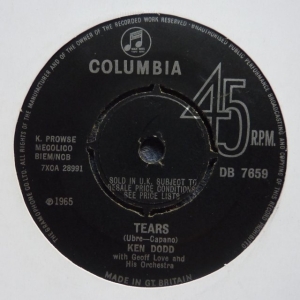 COLUMBIA
45
R.P.M.
K. PROWSE
MEGOLICO
BIEM/NCB
7XCA 28991
SOLD IN U.K. SUBJECT TO
RESALE PRICE CONDITIONS
SEE PRICE LISTS
DB 7659
℗1965
TEARS
(Ubre—Capano)
KEN DODD
with Geoff Love and
His Orchestra
MADE IN GT. BRITAIN